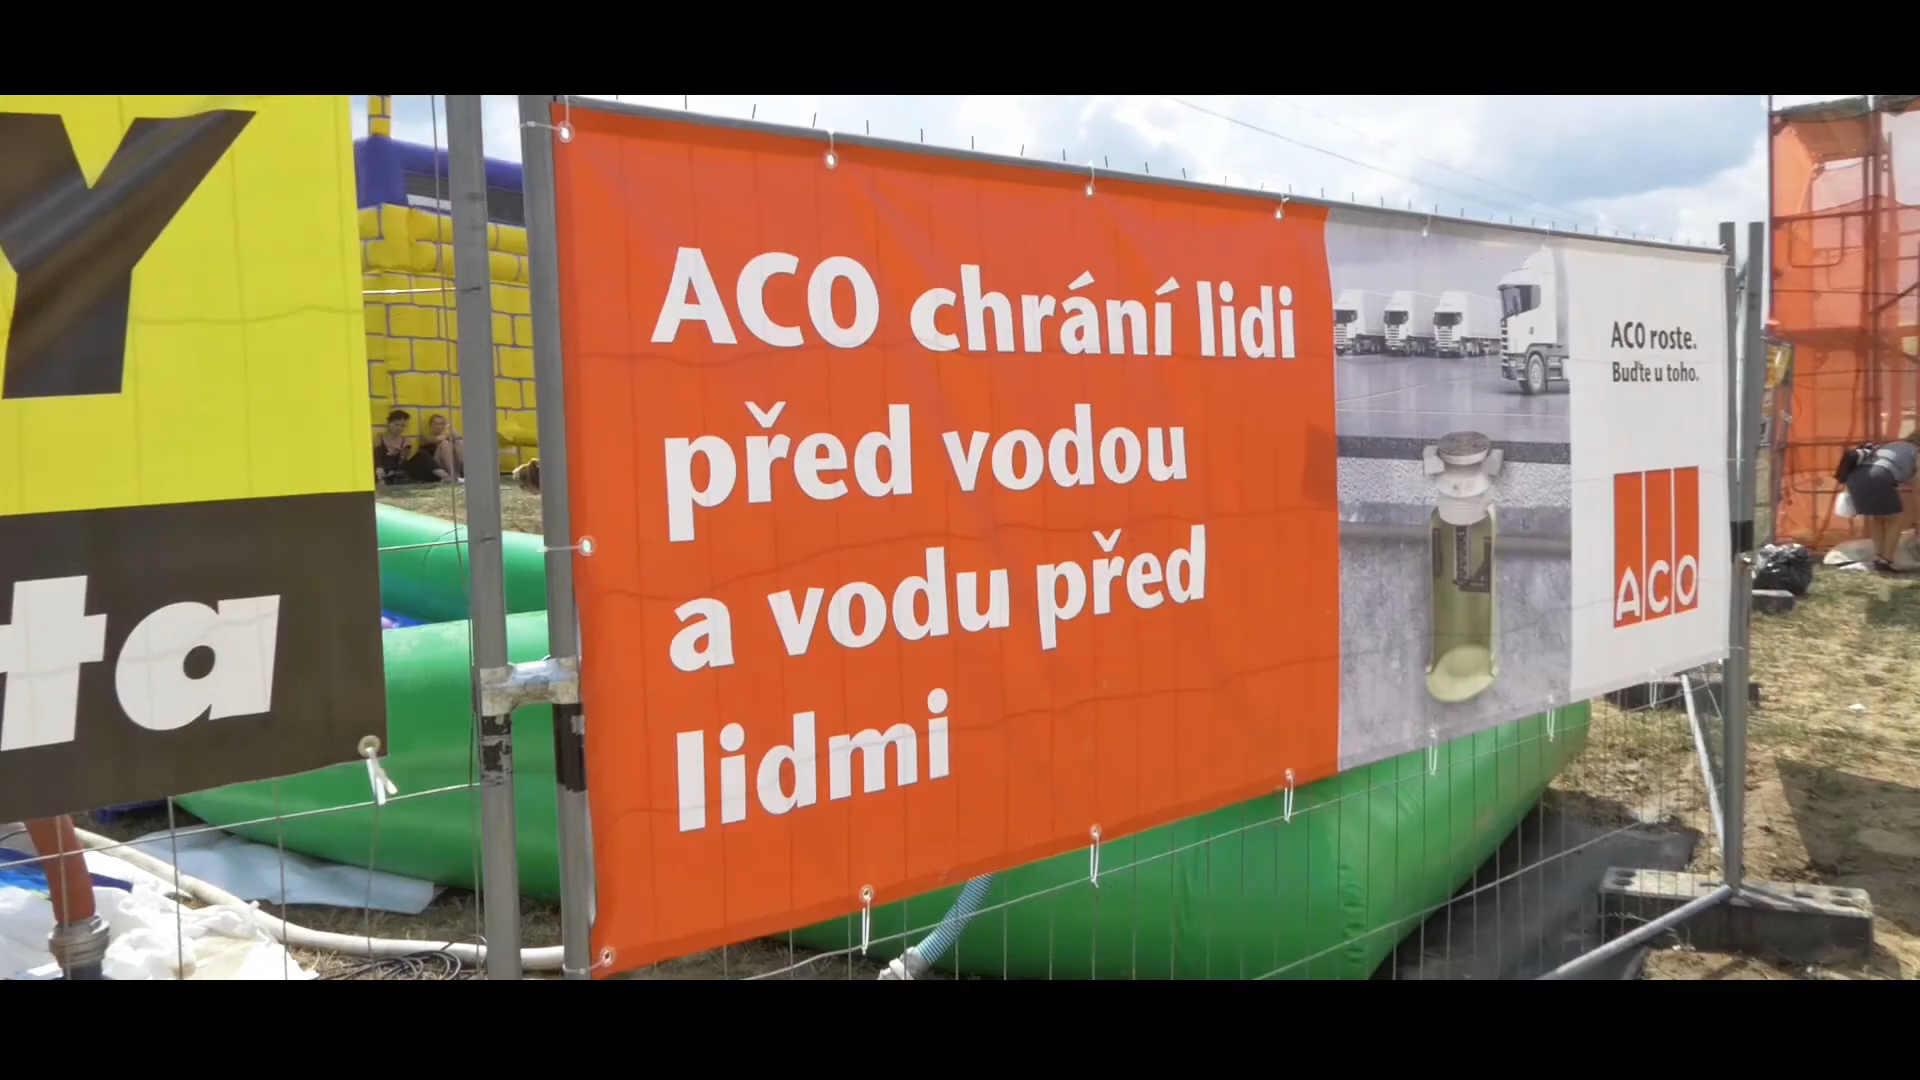 Y
ta
ACO chrání lidi
před vodou
a vodu před
lidmi
ACO roste.
Buďte u toho.
ACO